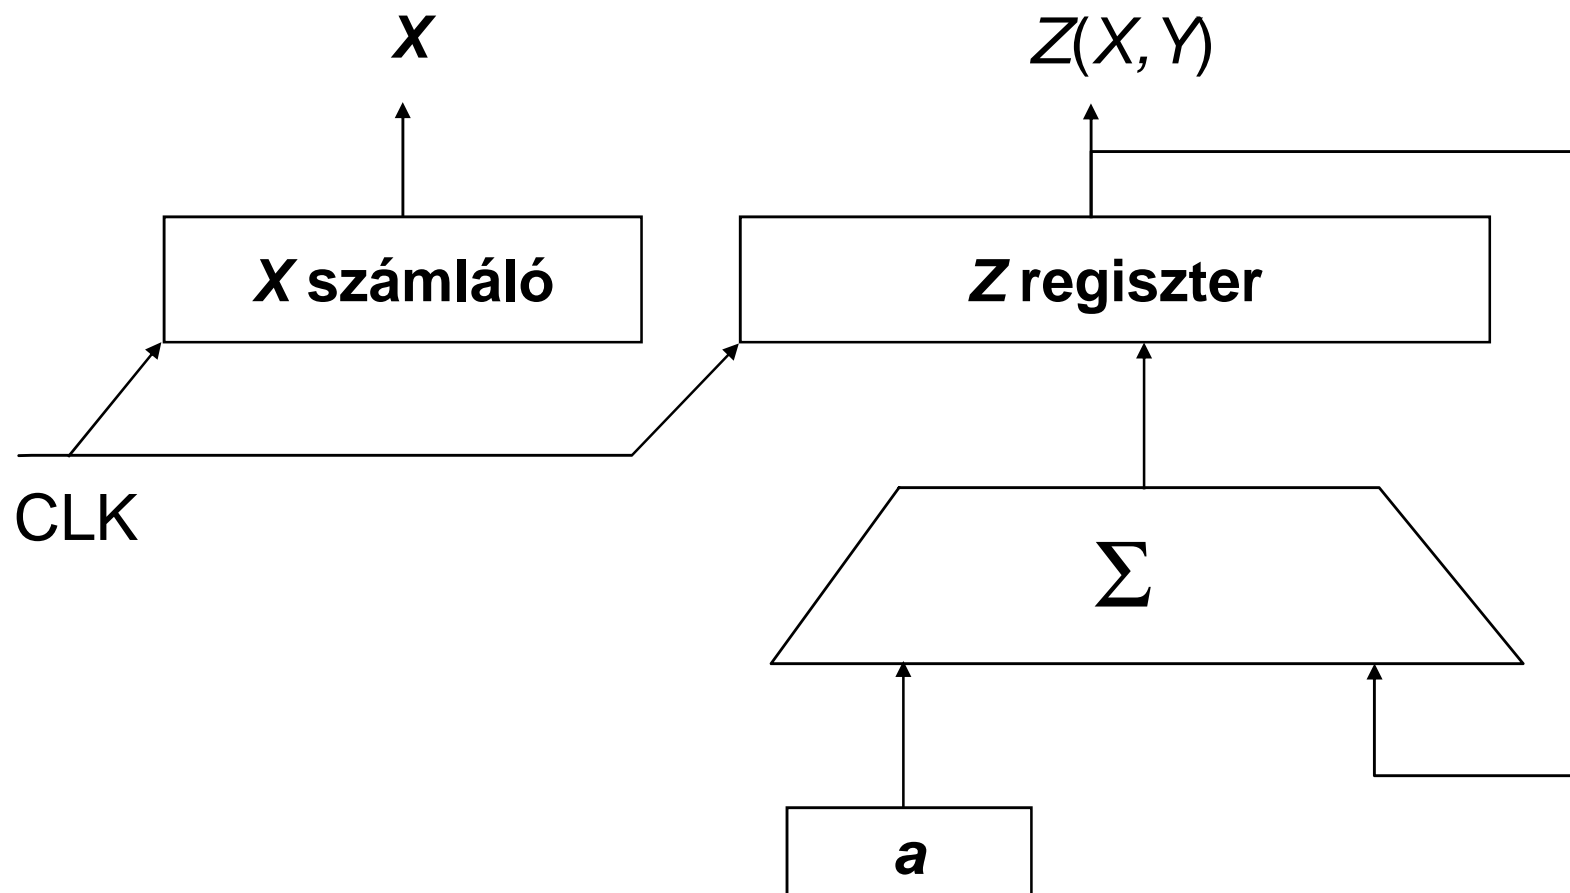 X
Z(X,Y)
X számláló
Z regiszter
CLK
Σ
a